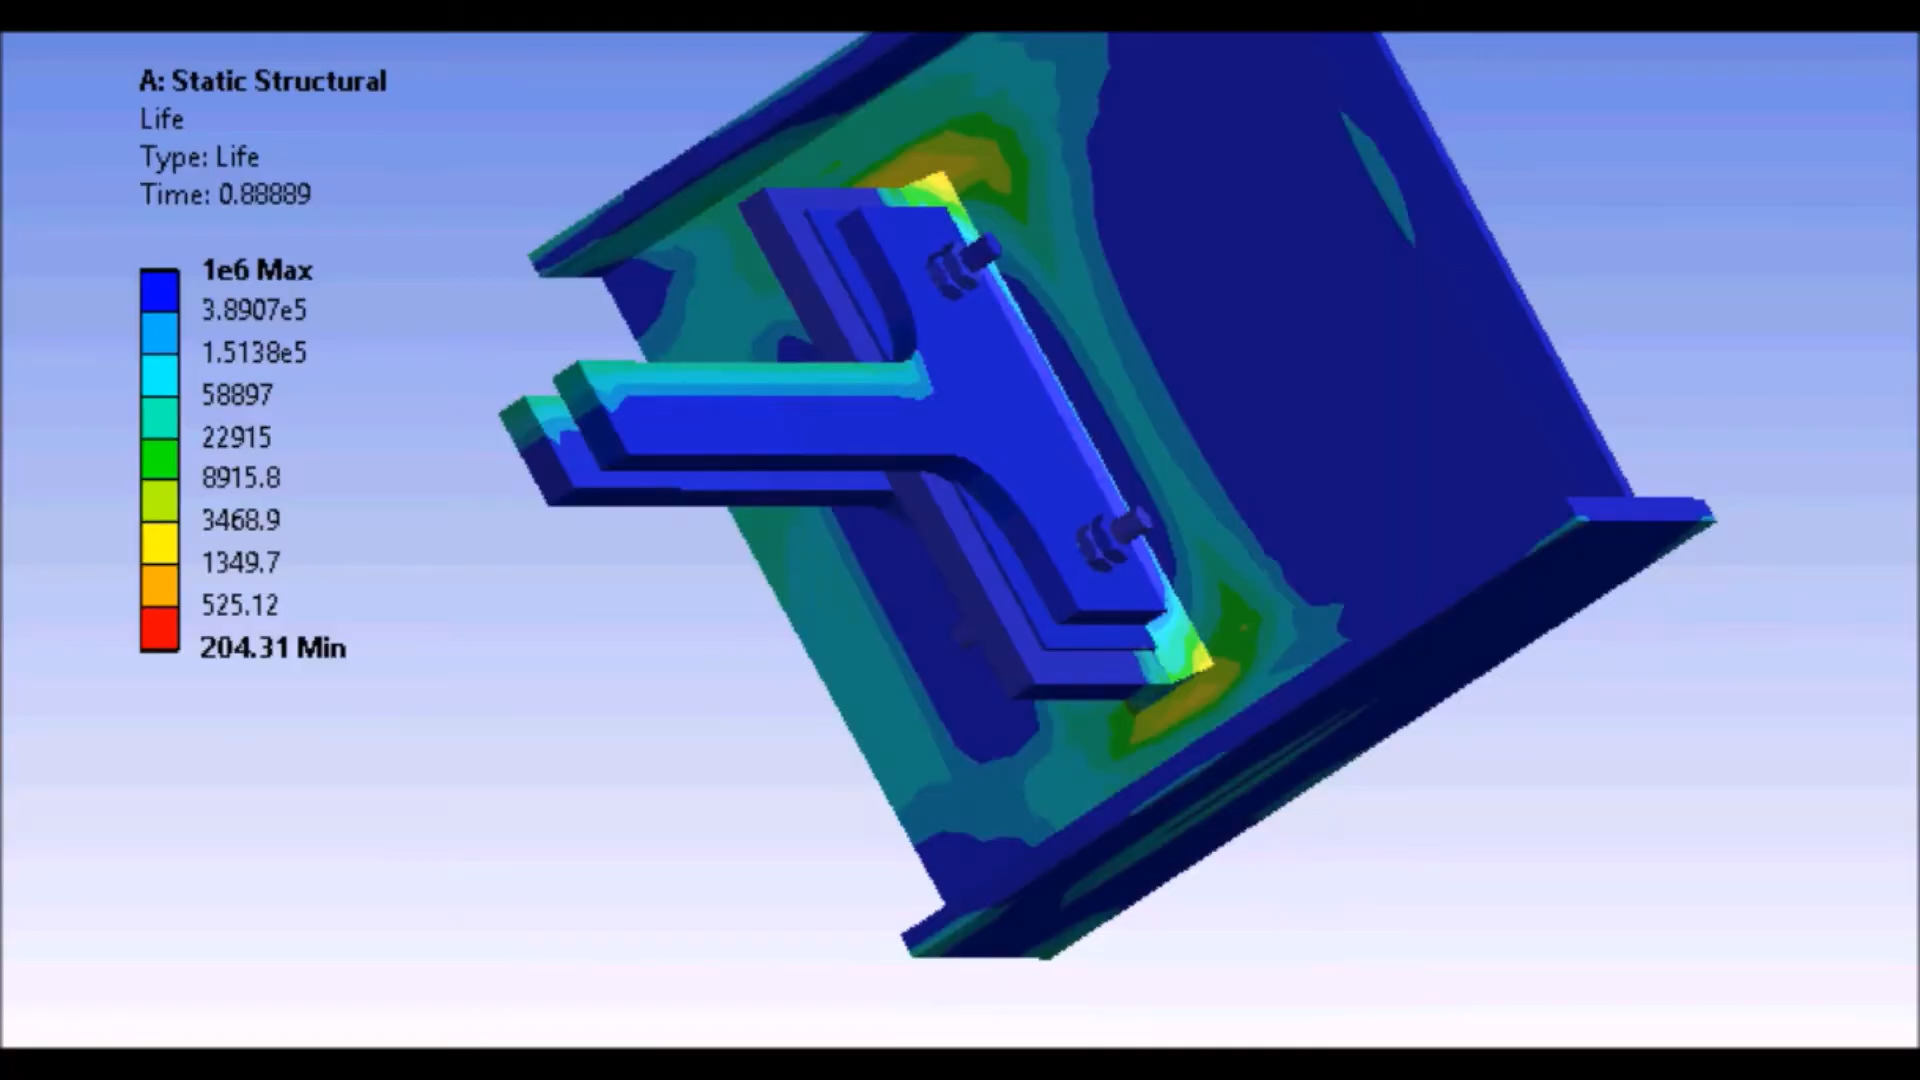 A: Static Structural
Life
Type: Life
Time: 0.88889
1e6 Max
3.8907e5
1.5138e5
58897
22915
8915.8
3468.9
1349.7
525.12
204.31 Min